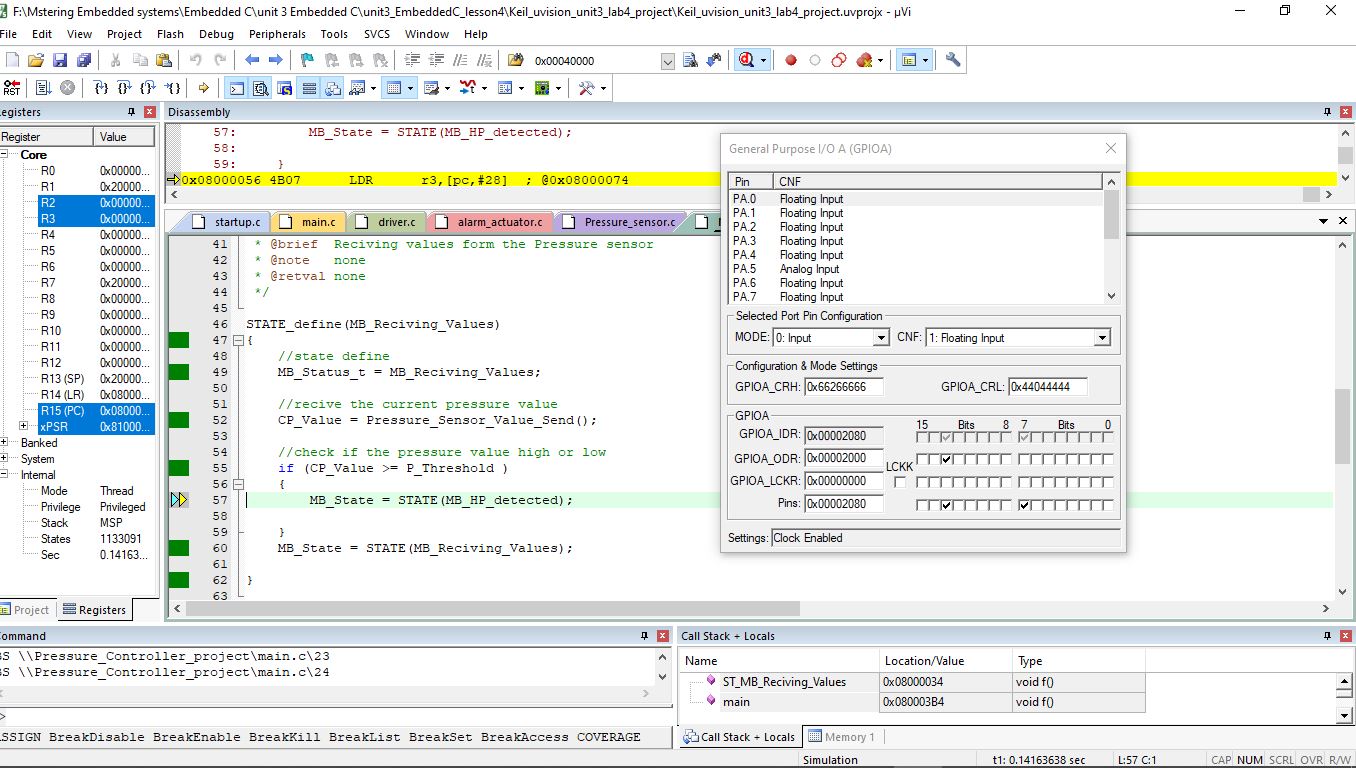 F:\Mstering Embedded systems\Embedded C\unit 3 Embedded C\unit3_EmbeddedC_lesson4\Keil_uvision_unit3_lab4_project\Keil_uvision_unit3_lab4_project.uvprojx - µVi
File Edit View Project Flash Debug Peripherals Tools SVCS Window Help
0x00040000
RST
egisters
Register Value
Core
R0 0x00000...
R1 0x20000...
R2 0x00000...
R3 0x00000...
R4 0x00000...
R5 0x00000...
R6 0x00000...
R7 0x20000...
R8 0x00000...
R9 0x00000...
R10 0x00000...
R11 0x00000...
R12 0x00000...
R13 (SP) 0x20000...
R14 (LR) 0x08000...
R15 (PC) 0x08000...
xPSR 0x81000...
Banked
System
Internal
Mode Thread
Privilege Privileged
Stack MSP
States 1133091
Sec 0.14163...
Project Registers
Disassembly
57: MB_State = STATE(MB_HP_detected);
58:
59: }
0x08000056 4B07 LDR r3,[pc,#28] ; @0x08000074
startup.c main.c driver.c alarm_actuator.c Pressure_sensor.c
41 * @brief Reciving values form the Pressure sensor
42 * @note none
43 * @retval none
44 */
45
46 STATE_define(MB_Reciving_Values)
47 {
48 //state define
49 MB_Status_t = MB_Reciving_Values;
50
51 //recive the current pressure value
52 CP_Value = Pressure_Sensor_Value_Send();
53
54 //check if the pressure value high or low
55 if (CP_Value >= P_Threshold )
56 {
57 MB_State = STATE(MB_HP_detected);
58
59 }
60 MB_State = STATE(MB_Reciving_Values);
61
62 }
63
General Purpose I/O A (GPIOA)
Pin CNF
PA.0 Floating Input
PA.1 Floating Input
PA.2 Floating Input
PA.3 Floating Input
PA.4 Floating Input
PA.5 Analog Input
PA.6 Floating Input
PA.7 Floating Input
Selected Port Pin Configuration
MODE: 0: Input CNF: 1: Floating Input
Configuration & Mode Settings
GPIOA_CRH: 0x66266666 GPIOA_CRL: 0x44044444
GPIOA
15 Bits 8 7 Bits 0
GPIOA_IDR: 0x00002080
GPIOA_ODR: 0x00002000
LCKK
GPIOA_LCKR: 0x00000000
Pins: 0x00002080
Settings: Clock Enabled
ommand
BS \\Pressure_Controller_project\main.c\23
BS \\Pressure_Controller_project\main.c\24
>
ASSIGN BreakDisable BreakEnable BreakKill BreakList BreakSet BreakAccess COVERAGE
Call Stack + Locals
Name Location/Value Type
ST_MB_Reciving_Values 0x08000034 void f()
main 0x080003B4 void f()
Call Stack + Locals Memory 1
Simulation t1: 0.14163638 sec L:57 C:1 CAP NUM SCRL OVR R/W